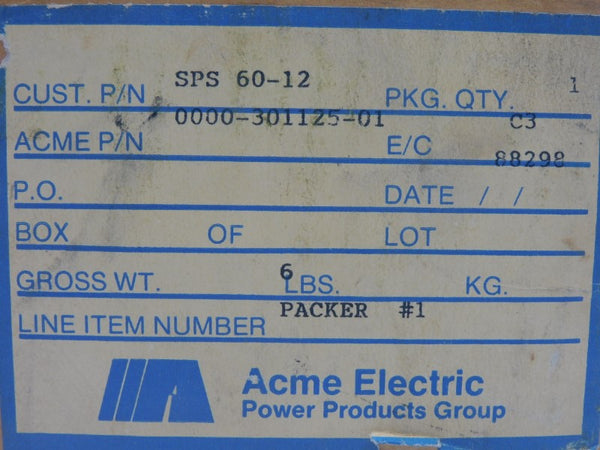 SPS 60-12 1
CUST. P/N PKG. QTY.
0000-301125-01 C3
ACME P/N E/C
88298
P.O. DATE / /
BOX OF LOT
6
GROSS WT. LBS. KG.
PACKER #1
LINE ITEM NUMBER
Acme Electric
Power Products Group